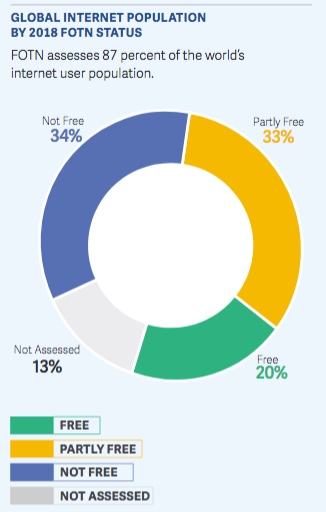 GLOBAL INTERNET POPULATION
BY 2018 FOTN STATUS
FOTN assesses 87 percent of the world's
internet user population.
Not Free
34%
Partly Free
33%
Not Assessed
13%
Free
20%
FREE
PARTLY FREE
NOT FREE
NOT ASSESSED